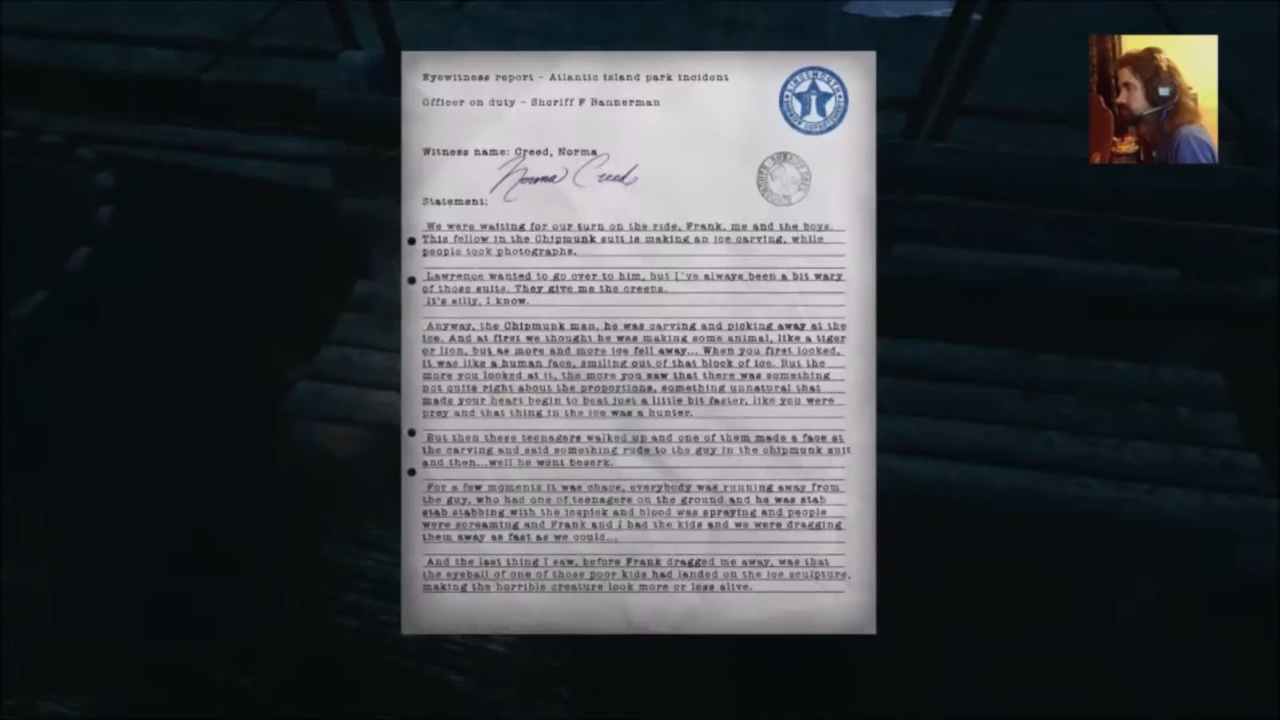 Eyewitness report - Atlantic island park incident
Officer on duty - Sheriff F Bannerman
Witness name: Creed, Norma
Norma Creed
Statement:
We were waiting for our turn on the ride, Frank, me and the boys.
This fellow in the Chipmunk suit is making an ice carving, while
people took photographs.
Lawrence wanted to go over to him, but I've always been a bit wary
of those suits. They give me the creeps.
It's silly, I know.
Anyway, the Chipmunk man, he was carving and picking away at the
ice. And at first we thought he was making some animal, like a tiger
or lion, but as more and more ice fell away... When you first looked,
it was like a human face, smiling out of that block of ice. But the
more you looked at it, the more you saw that there was something
not quite right about the proportions, something unnatural that
made your heart begin to beat just a little bit faster, like you were
prey and that thing in the ice was a hunter.
But then these teenagers walked up and one of them made a face at
the carving and said something rude to the guy in the chipmunk suit
and then...well he went beserk.
For a few moments it was chaos, everybody was running away from
the guy, who had one of teenagers on the ground and he was stab
stab stabbing with the icepick and blood was spraying and people
were screaming and Frank and I had the kids and we were dragging
them away as fast as we could...
And the last thing I saw, before Frank dragged me away, was that
the eyeball of one of those poor kids had landed on the ice sculpture,
making the horrible creature look more or less alive.